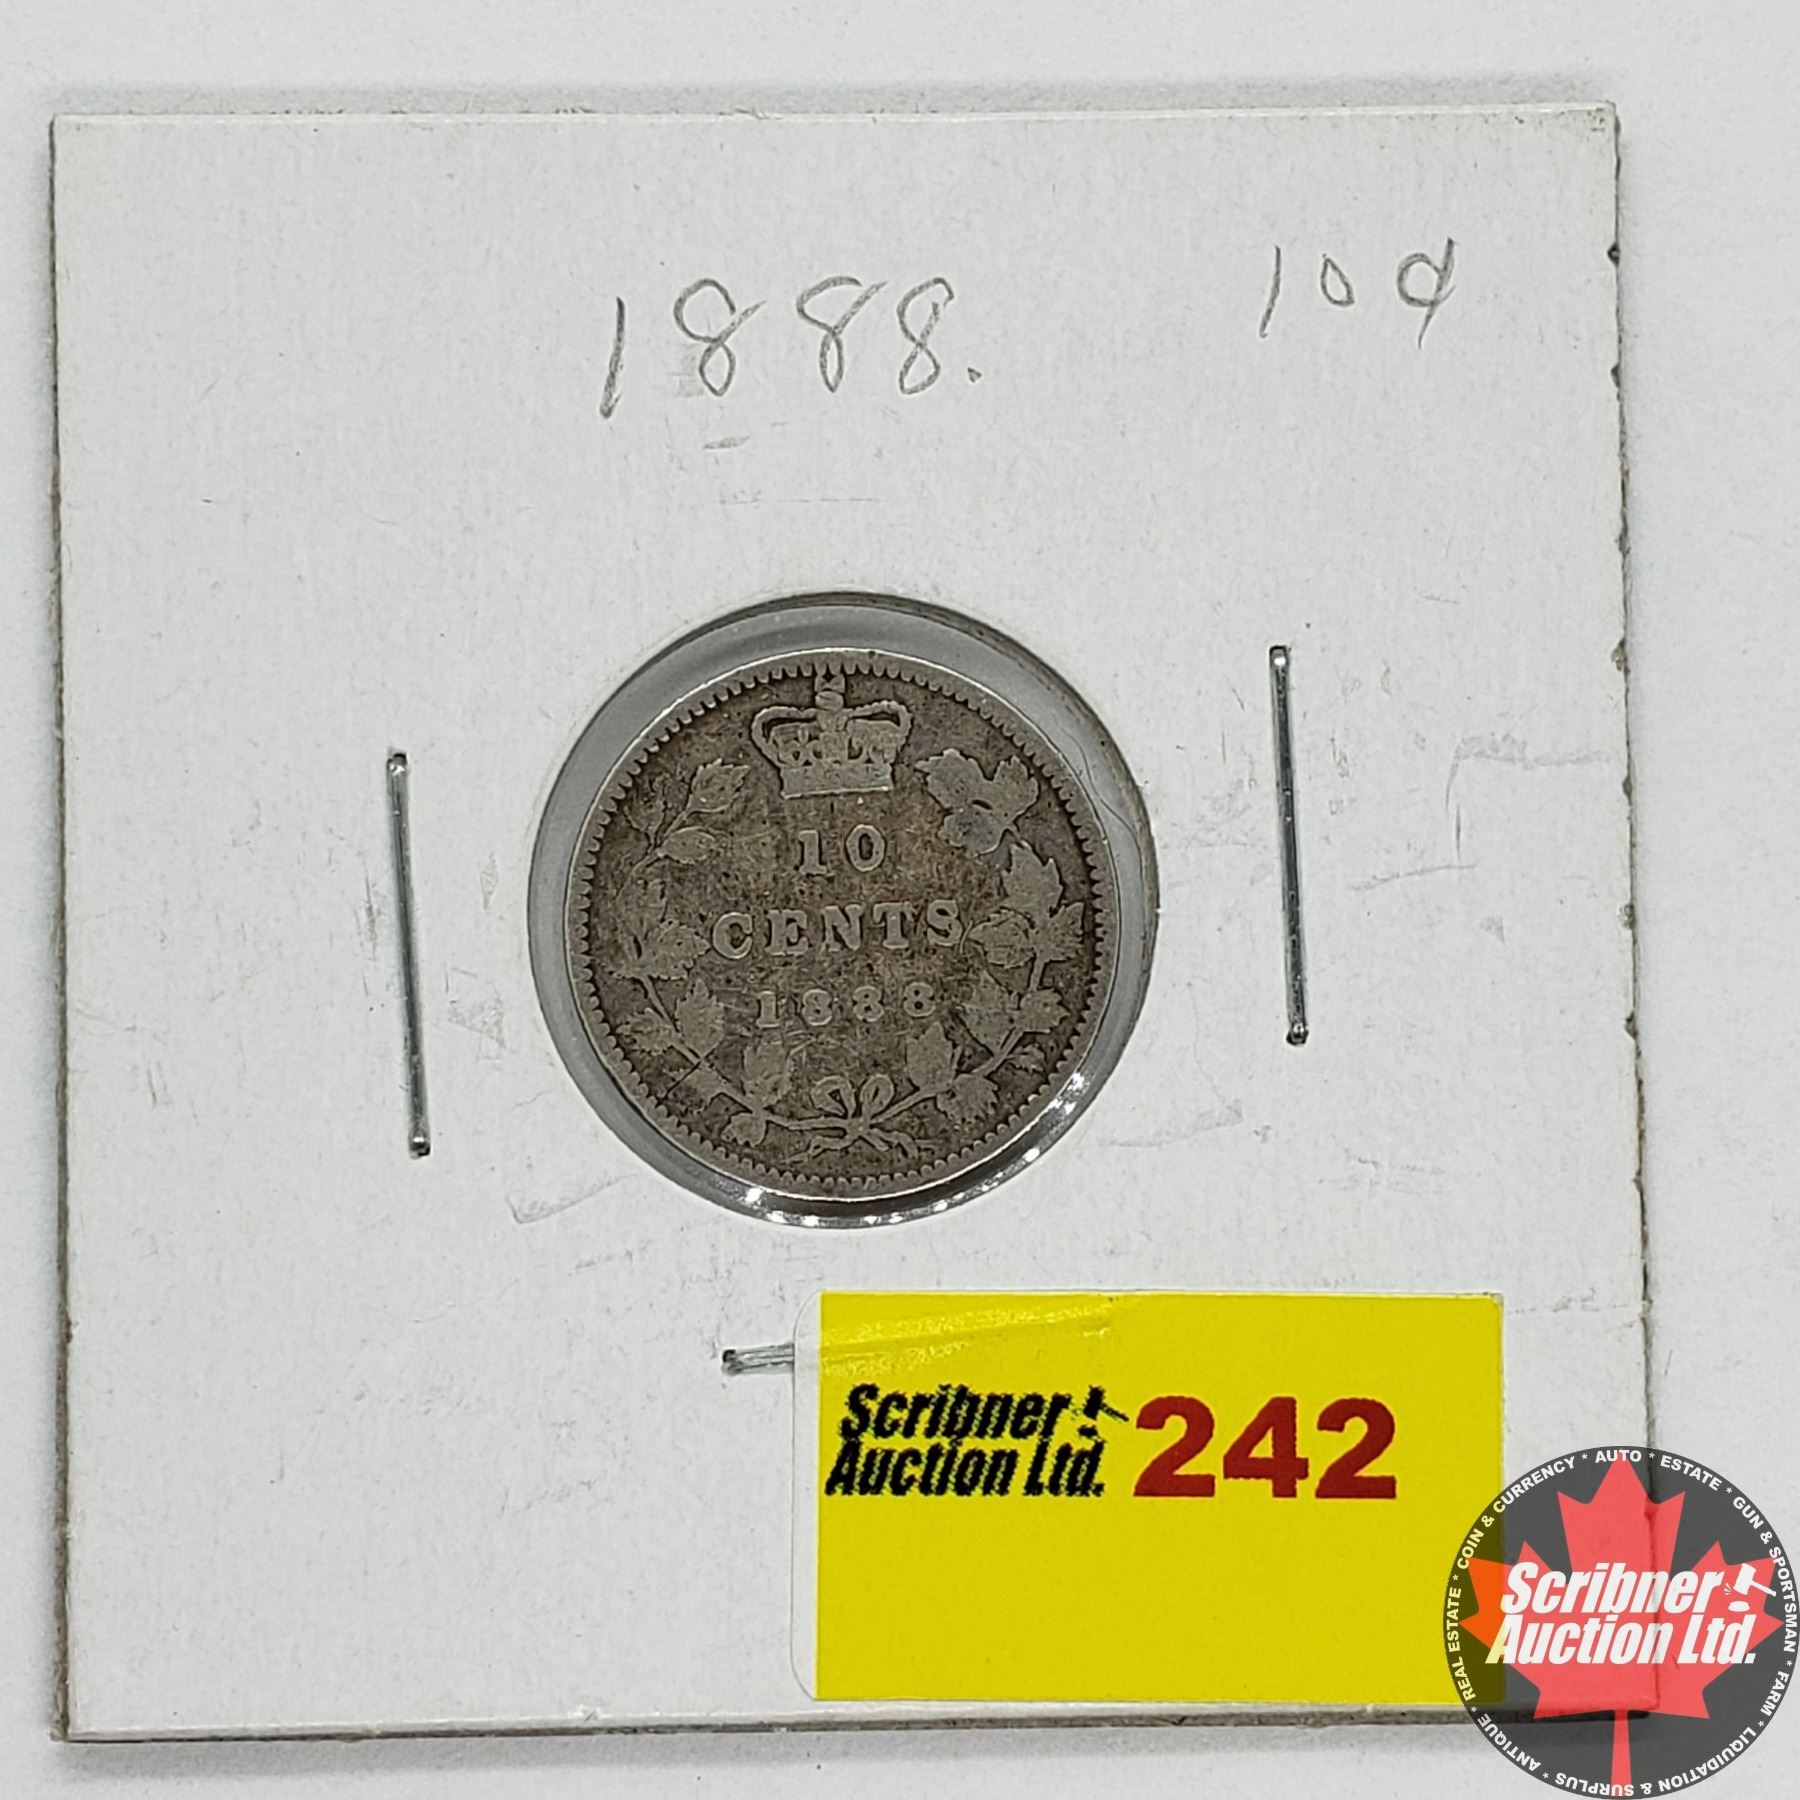 1888.
10¢
10
CENTS
1888
Scribner
Auction Ltd.
242
Scribner
Auction Ltd.
* ANTIQUE * REAL ESTATE * COIN & CURRENCY * AUTO * ESTATE * GUN & SPORTSMAN * FARM * LIQUIDATION & SURPLUS